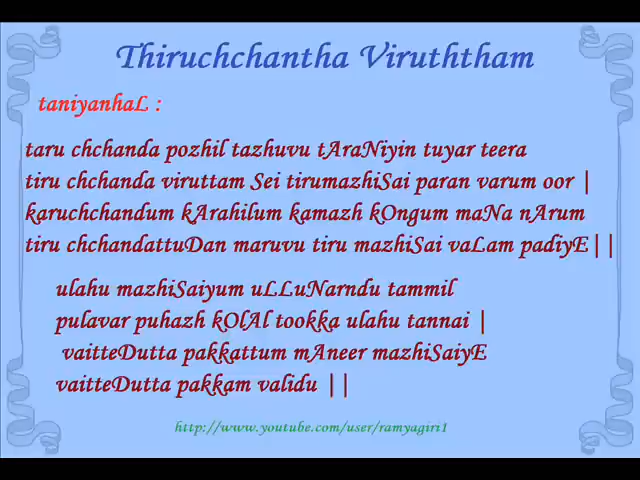 Thiruchchantha Viruththam
taniyanhaL :
taru chchanda pozhil tazhuvu tAraNiyin tuyar teera
tiru chchanda viruttam Sei tirumazhiSai paran varum oor |
karuchchandum kArahilum kamazh kOngum maNa nArum
tiru chchandattuDan maruvu tiru mazhiSai vaLam padiyE||
ulahu mazhiSaiyum uLLuNarndu tammil
pulavar puhazh kOlAl tookka ulahu tannai |
vaitteDutta pakkattum mAneer mazhiSaiyE
vaitteDutta pakkam validu ||
http://www.youtube.com/user/ramyagiri1